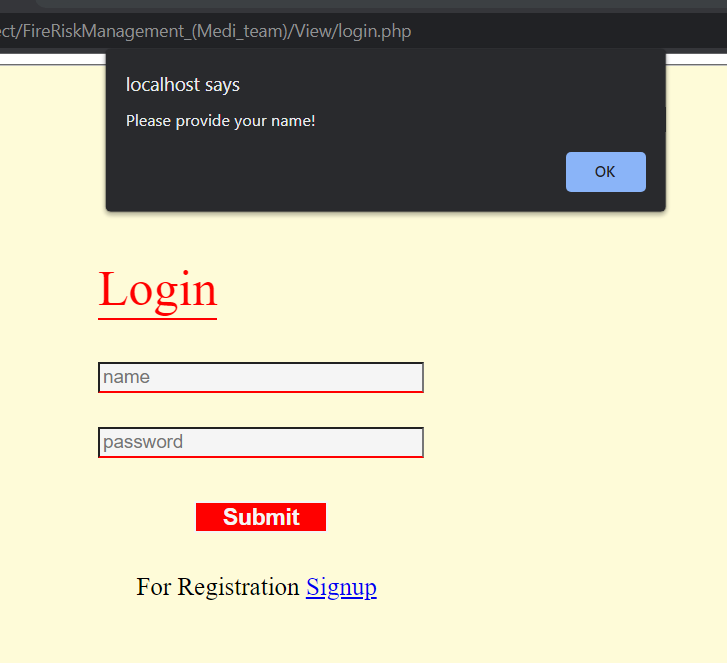 ect/FireRiskManagement_(Medi_team)/View/login.php
localhost says
Please provide your name!
OK
Login
name
password
Submit
For Registration Signup